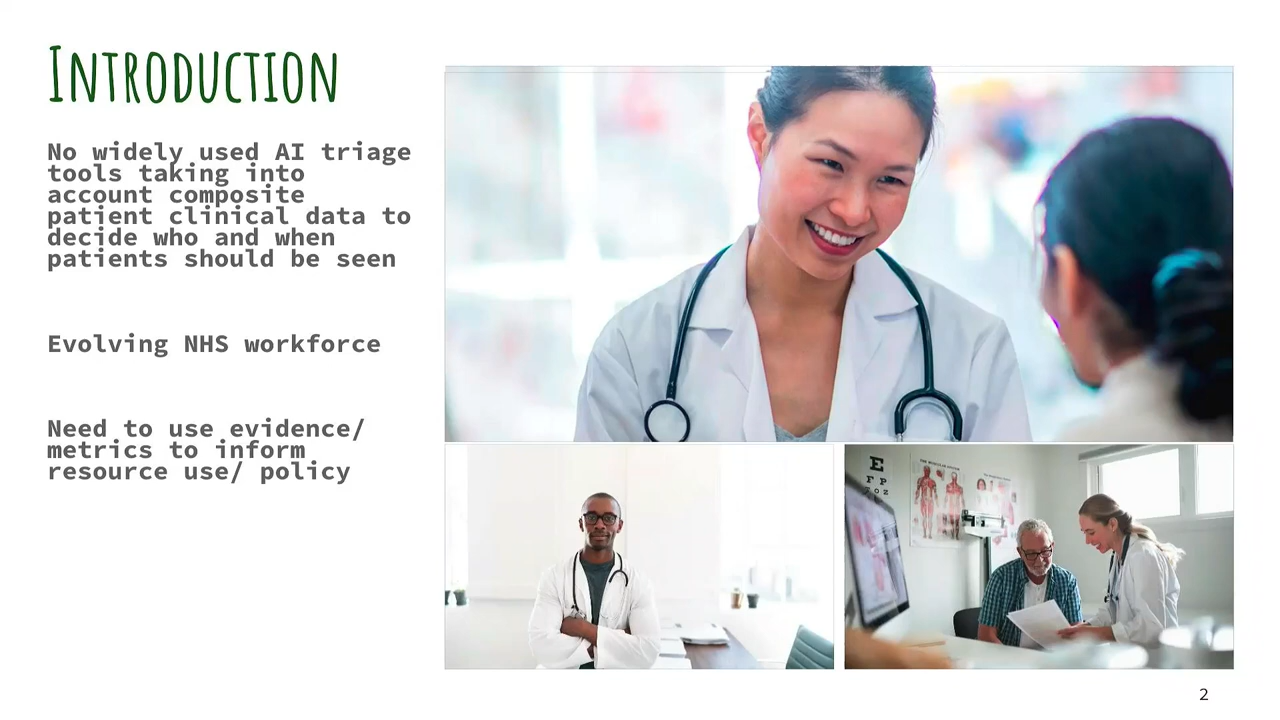 Introduction
No widely used AI triage
tools taking into
account composite
patient clinical data to
decide who and when
patients should be seen
Evolving NHS workforce
Need to use evidence/
metrics to inform
resource use/ policy
E
F P
T O Z
2